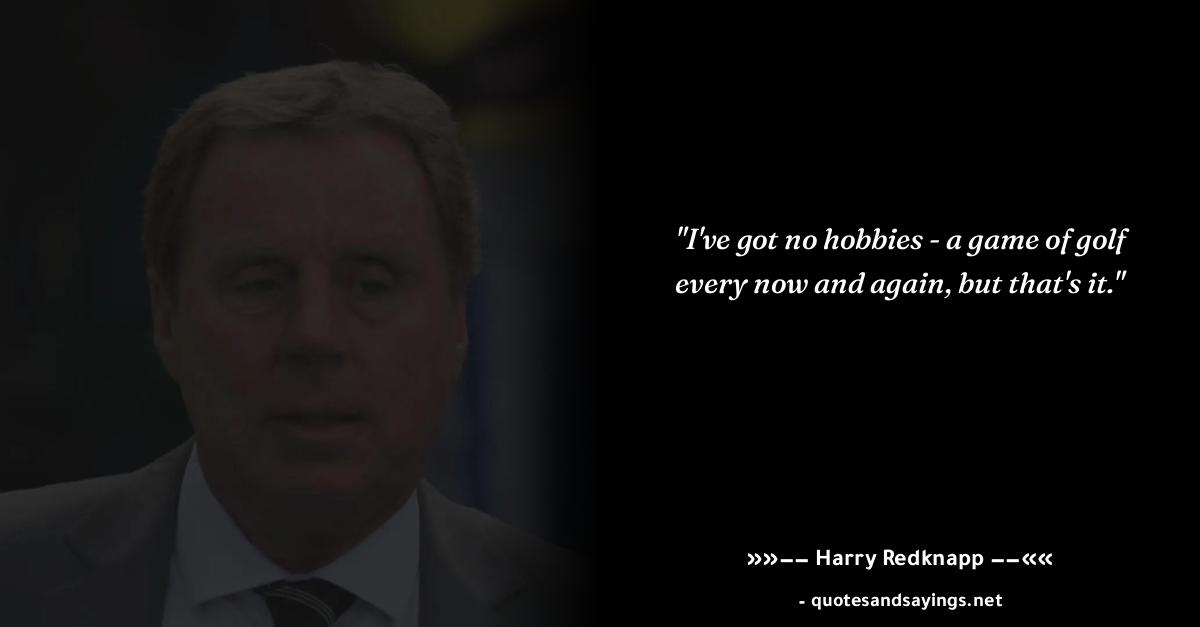 "I've got no hobbies - a game of golf
every now and again, but that's it."
»»−− Harry Redknapp −−««
- quotesandsayings.net